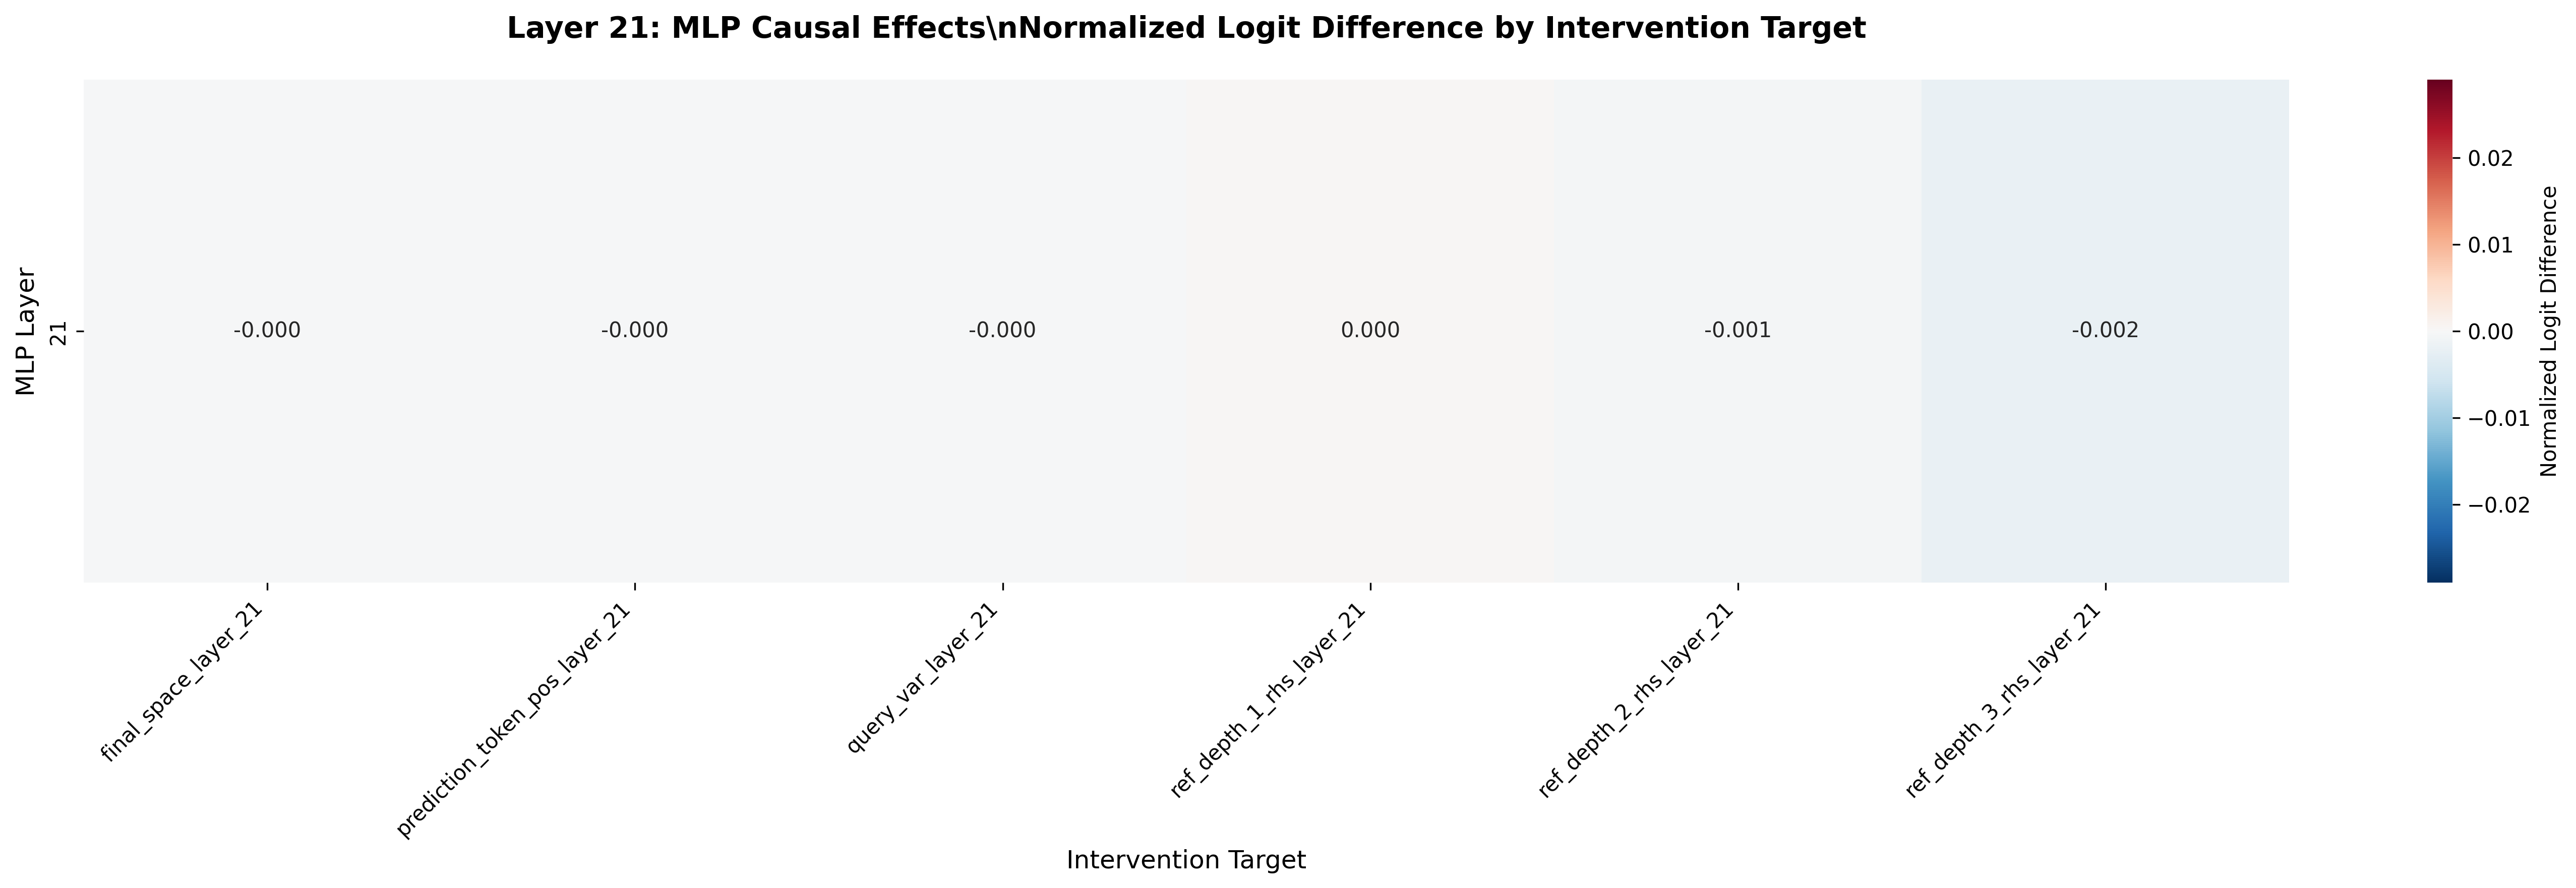 Layer 21: MLP Causal Effects\nNormalized Logit Difference by Intervention Target
MLP Layer
21
-0.000
-0.000
-0.000
0.000
-0.001
-0.002
final_space_layer_21
prediction_token_pos_layer_21
query_var_layer_21
ref_depth_1_rhs_layer_21
ref_depth_2_rhs_layer_21
ref_depth_3_rhs_layer_21
Intervention Target
0.02
0.01
0.00
−0.01
−0.02
Normalized Logit Difference